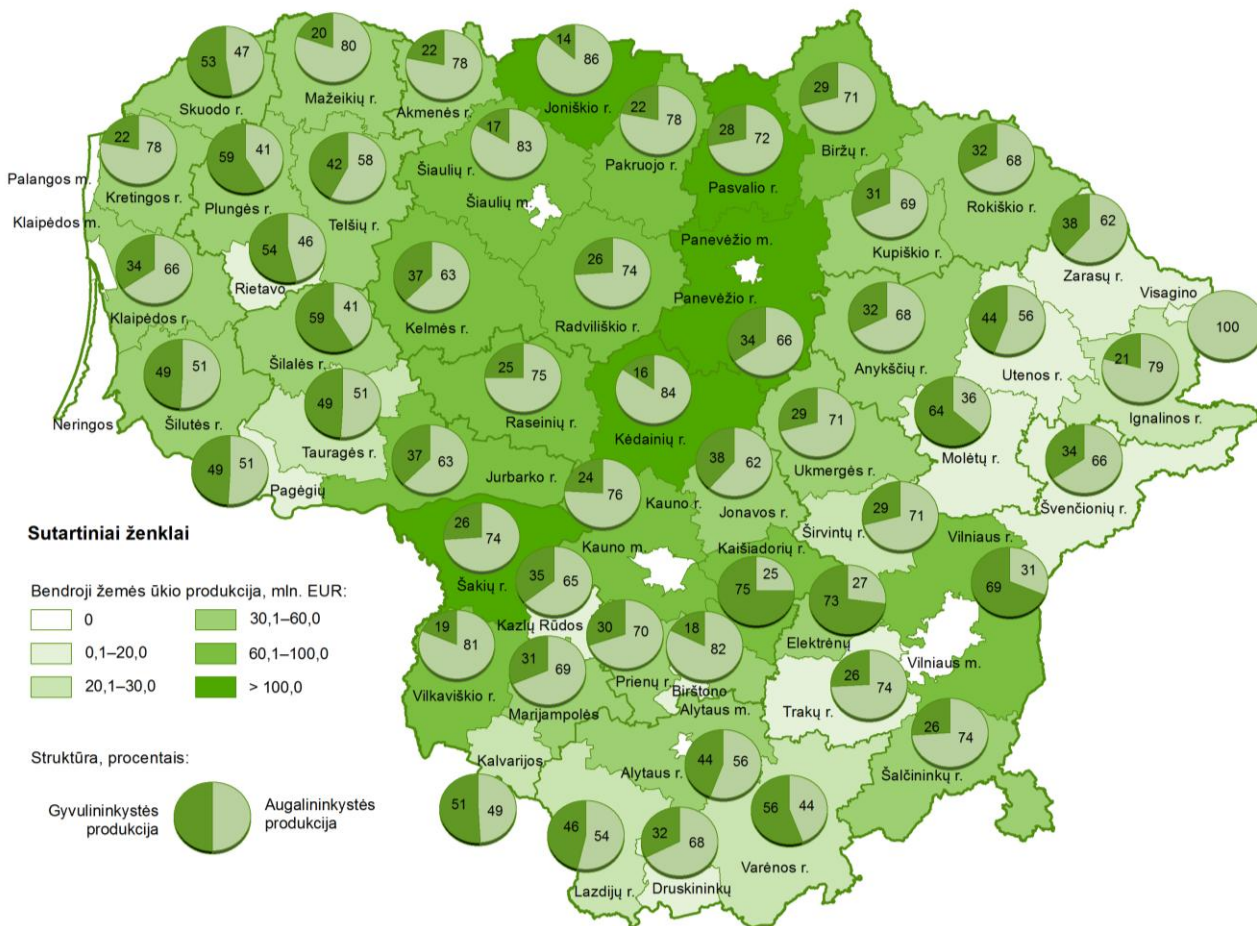 20
80
Mažeikių r.
53
47
Skuodo r.
22
78
Akmenės r.
14
86
Joniškio r.
29
71
Biržų r.
22
78
Pakruojo r.
28
72
Pasvalio r.
22
78
Kretingos r.
59
41
Plungės r.
42
58
Telšių r.
17
83
Šiaulių r.
Šiaulių m.
32
68
Rokiškio r.
Palangos m.
Klaipėdos m.
31
69
Kupiškio r.
38
62
Zarasų r.
Panevėžio m.
54
46
Rietavo
34
66
Klaipėdos r.
37
63
Kelmės r.
26
74
Radviliškio r.
Panevėžio r.
34
66
Visagino
100
59
41
Šilalės r.
32
68
Anykščių r.
44
56
Utenos r.
21
79
Ignalinos r.
49
51
Šilutės r.
Neringos
49
51
Tauragės r.
25
75
Raseinių r.
16
84
Kėdainių r.
64
36
Molėtų r.
29
71
Ukmergės r.
34
66
Švenčionių r.
49
51
Pagėgių
37
63
Jurbarko r.
24
76
Kauno r.
38
62
Jonavos r.
29
71
Širvintų r.
Vilniaus r.
69
31
26
74
Šakių r.
Kauno m.
Kaišiadorių r.
75
25
73
27
Elektrėnų
35
65
Kazlų Rūdos
30
70
Prienų r.
18
82
Birštono
19
81
Vilkaviškio r.
31
69
Marijampolės
Alytaus m.
26
74
Trakų r.
Vilniaus m.
26
74
Šalčininkų r.
Kalvarijos
51
49
Alytaus r.
44
56
56
44
Varėnos r.
46
54
Lazdijų r.
32
68
Druskininkų
Sutartiniai ženklai
Bendroji žemės ūkio produkcija, mln. EUR:
0
30,1–60,0
0,1–20,0
60,1–100,0
20,1–30,0
> 100,0
Struktūra, procentais:
Gyvulininkystės
produkcija
Augalininkystės
produkcija